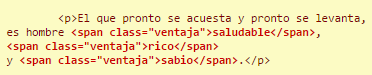 <p>El que pronto se acuesta y pronto se levanta,
es hombre <span class="ventaja">saludable</span>,
<span class="ventaja">rico</span>
y <span class="ventaja">sabio</span>.</p>